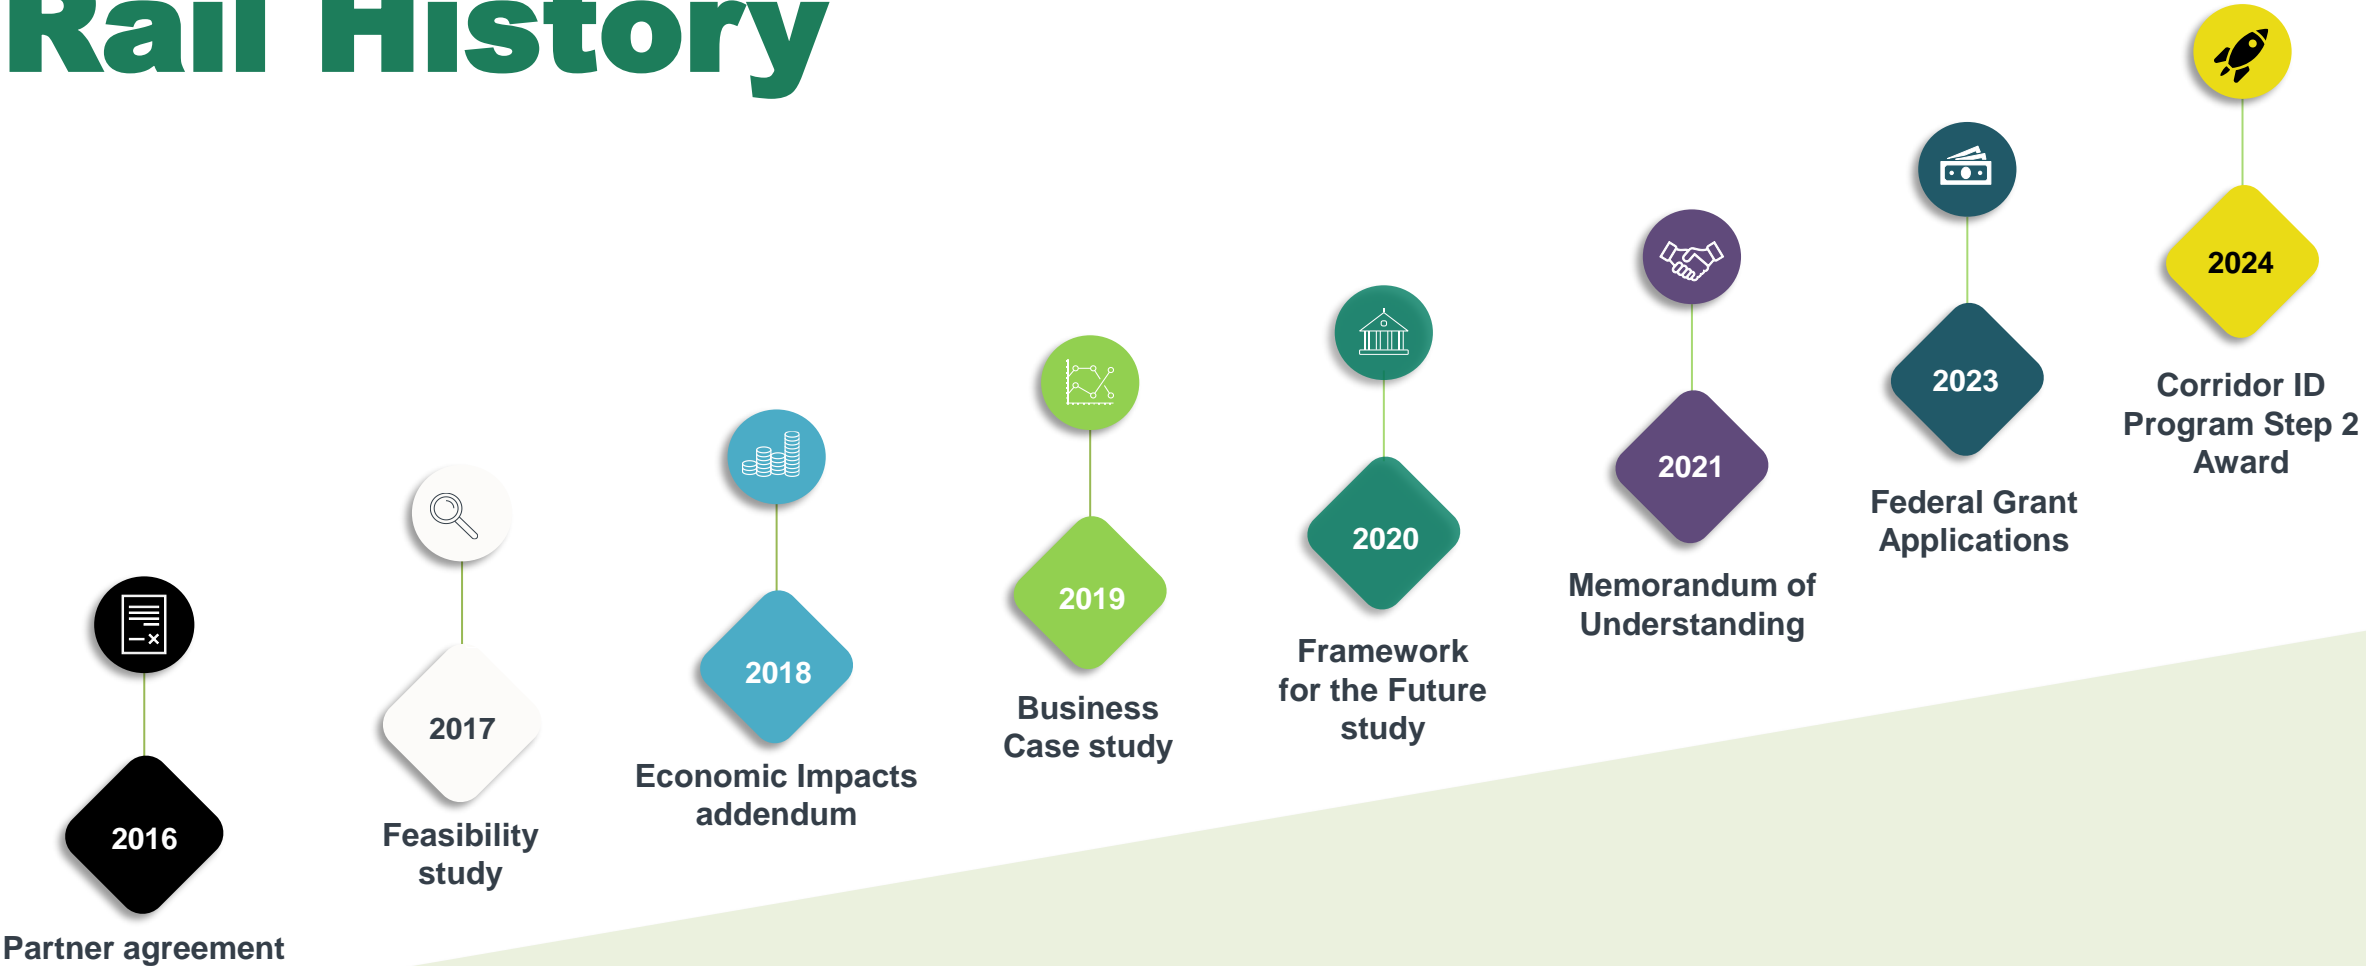 Rail History
2016
Partner agreement
2017
Feasibility
study
2018
Economic Impacts
addendum
2019
Business
Case study
2020
Framework
for the Future
study
2021
Memorandum of
Understanding
2023
Federal Grant
Applications
2024
Corridor ID
Program Step 2
Award